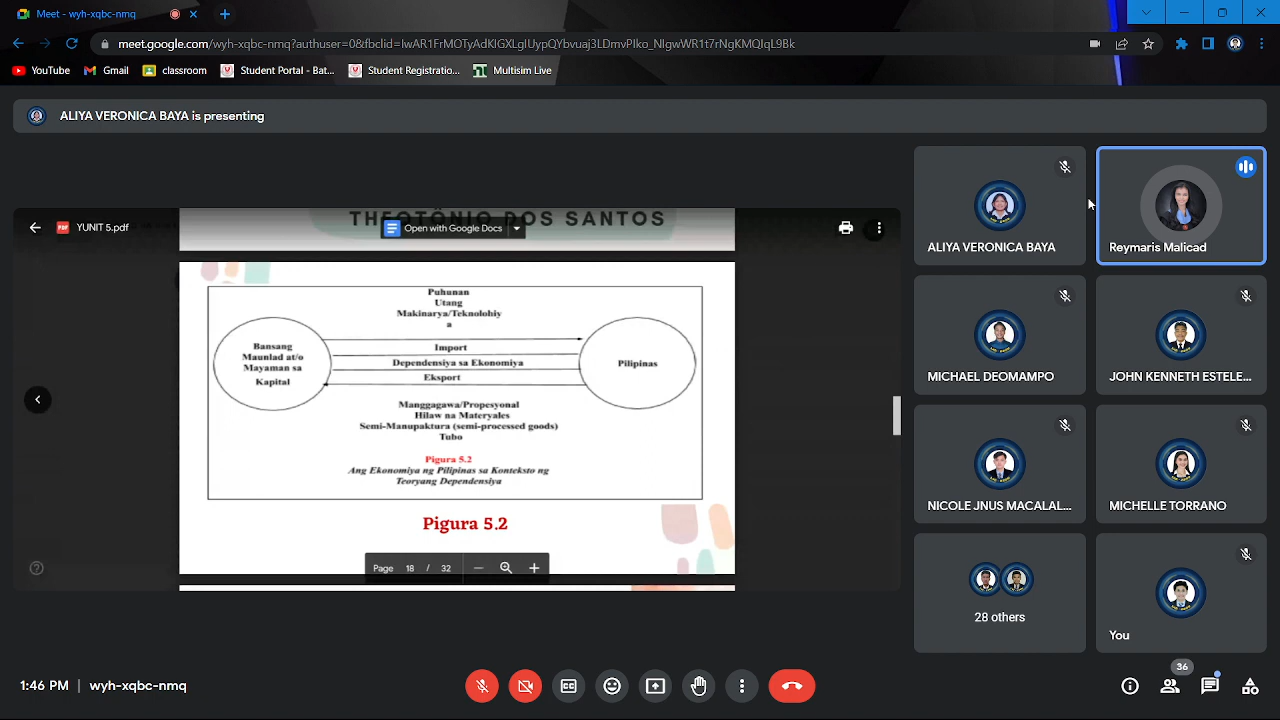 Meet - wyh-xqbc-nmq
meet.google.com/wyh-xqbc-nmq?authuser=0&fbclid=IwAR1FrMOTyAdKlGXLgIUypQYbvuaj3LDmvPIko_NIgwWR1t7rNgKMQIqL9Bk
YouTube
Gmail
classroom
Student Portal - Bat...
Student Registratio...
Multisim Live
ALIYA VERONICA BAYA is presenting
THEOTÔNIO DOS SANTOS
YUNIT 5.pdf
Open with Google Docs
Puhunan
Utang
Makinarya/Teknolohiy
a
Bansang
Maunlad at/o
Mayaman sa
Kapital
Import
Dependensiya sa Ekonomiya
Eksport
Pilipinas
Manggagawa/Propesyonal
Hilaw na Materyales
Semi-Manupaktura (semi-processed goods)
Tubo
Pigura 5.2
Ang Ekonomiya ng Pilipinas sa Konteksto ng
Teoryang Dependensiya
Pigura 5.2
Page 18 / 32
ALIYA VERONICA BAYA
Reymaris Malicad
MICHAEL DEOMAMPO
JOHN KENNETH ESTELE...
NICOLE JNUS MACALAL...
MICHELLE TORRANO
28 others
You
1:46 PM | wyh-xqbc-nmq
36